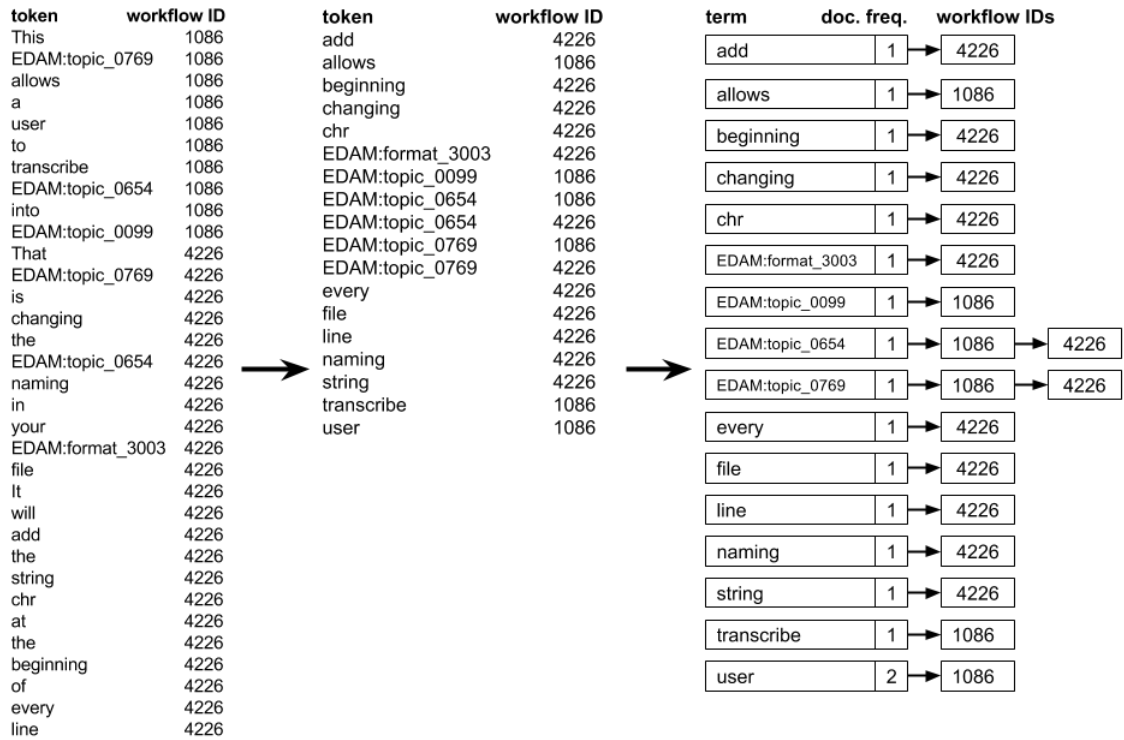 token workflow ID
This 1086
EDAM:topic_0769 1086
allows 1086
a 1086
user 1086
to 1086
transcribe 1086
EDAM:topic_0654 1086
into 1086
EDAM:topic_0099 1086
That 4226
EDAM:topic_0769 4226
is 4226
changing 4226
the 4226
EDAM:topic_0654 4226
naming 4226
in 4226
your 4226
EDAM:format_3003 4226
file 4226
It 4226
will 4226
add 4226
the 4226
string 4226
chr 4226
at 4226
the 4226
beginning 4226
of 4226
every 4226
line 4226
token workflow ID
add 4226
allows 1086
beginning 4226
changing 4226
chr 4226
EDAM:format_3003 4226
EDAM:topic_0099 1086
EDAM:topic_0654 1086
EDAM:topic_0654 4226
EDAM:topic_0769 1086
EDAM:topic_0769 4226
every 4226
file 4226
line 4226
naming 4226
string 4226
transcribe 1086
user 1086
term doc. freq. workflow IDs
add 1 4226
allows 1 1086
beginning 1 4226
changing 1 4226
chr 1 4226
EDAM:format_3003 1 4226
EDAM:topic_0099 1 1086
EDAM:topic_0654 1 1086 4226
EDAM:topic_0769 1 1086 4226
every 1 4226
file 1 4226
line 1 4226
naming 1 4226
string 1 4226
transcribe 1 1086
user 2 1086